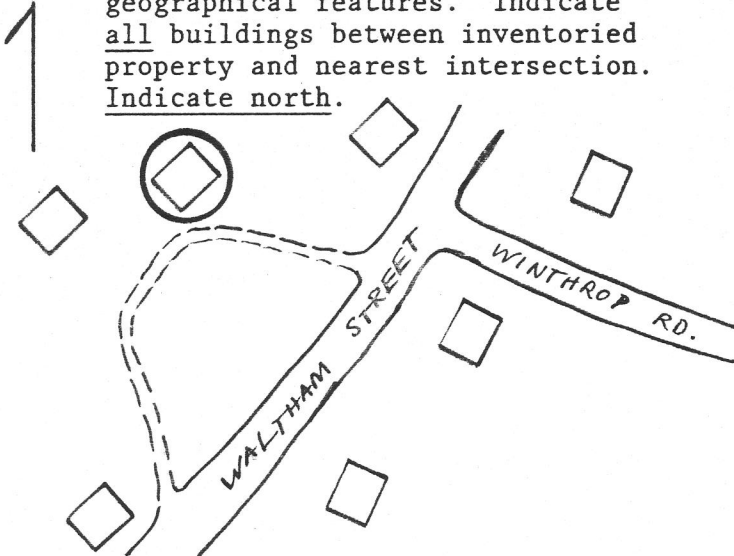 geographical features. Indicate
all buildings between inventoried
property and nearest intersection.
Indicate north.
WINTHROP RD.
WALTHAM STREET